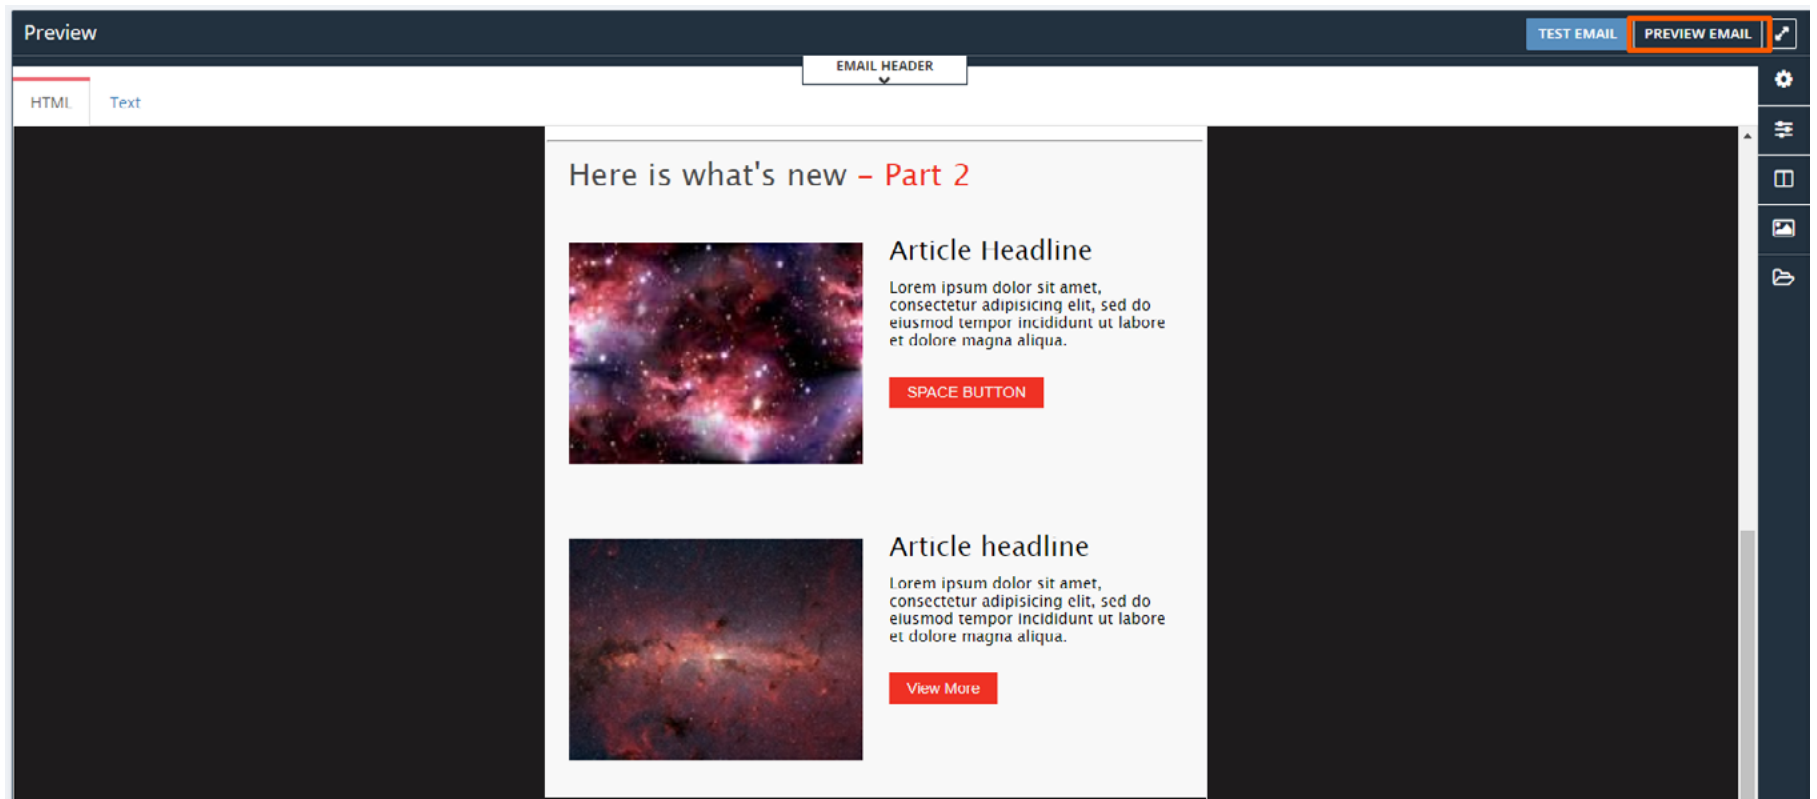 Preview
TEST EMAIL
PREVIEW EMAIL
EMAIL HEADER
HTML
Text
Here is what's new – Part 2
Article Headline
Lorem ipsum dolor sit amet,
consectetur adipisicing elit, sed do
eiusmod tempor incididunt ut labore
et dolore magna aliqua.
SPACE BUTTON
Article headline
Lorem ipsum dolor sit amet,
consectetur adipisicing elit, sed do
eiusmod tempor incididunt ut labore
et dolore magna aliqua.
View More